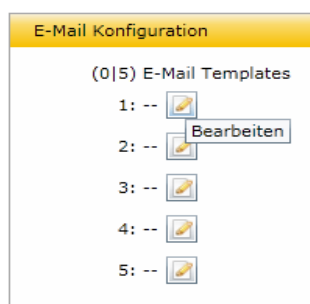 E-Mail Konfiguration
(0|5) E-Mail Templates
1: --
Bearbeiten
2: --
3: --
4: --
5: --